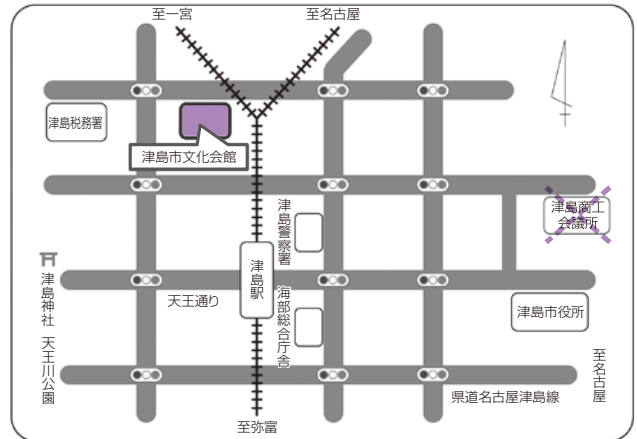 至一宮
至名古屋
津島税務署
津島市文化会館
津島警察署
津島商工
会議所
津島駅
天王通り
海部総合庁舎
津島市役所
津島神社
天王川公園
至名古屋
県道名古屋津島線
至弥富